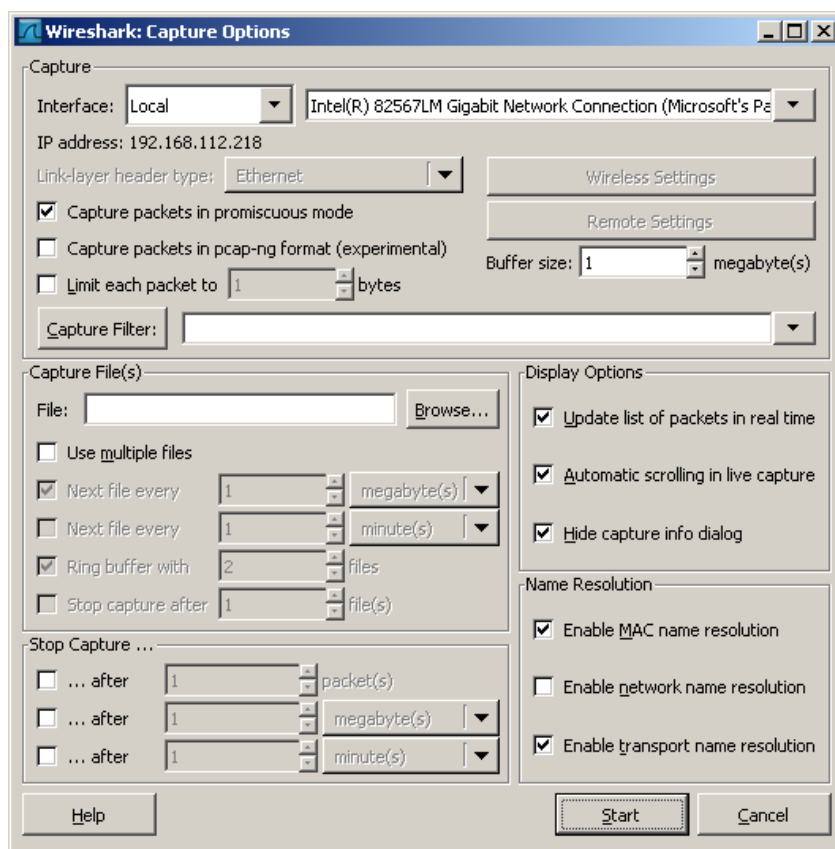 Wireshark: Capture Options
Capture
Interface: Local Intel(R) 82567LM Gigabit Network Connection (Microsoft's Pa
IP address: 192.168.112.218
Link-layer header type: Ethernet
Wireless Settings
Capture packets in promiscuous mode
Remote Settings
Capture packets in pcap-ng format (experimental)
Buffer size: 1 megabyte(s)
Limit each packet to 1 bytes
Capture Filter:
Capture File(s)
File: Browse...
Use multiple files
Next file every 1 megabyte(s)
Next file every 1 minute(s)
Ring buffer with 2 files
Stop capture after 1 file(s)
Stop Capture ...
... after 1 packet(s)
... after 1 megabyte(s)
... after 1 minute(s)
Display Options
Update list of packets in real time
Automatic scrolling in live capture
Hide capture info dialog
Name Resolution
Enable MAC name resolution
Enable network name resolution
Enable transport name resolution
Help Start Cancel